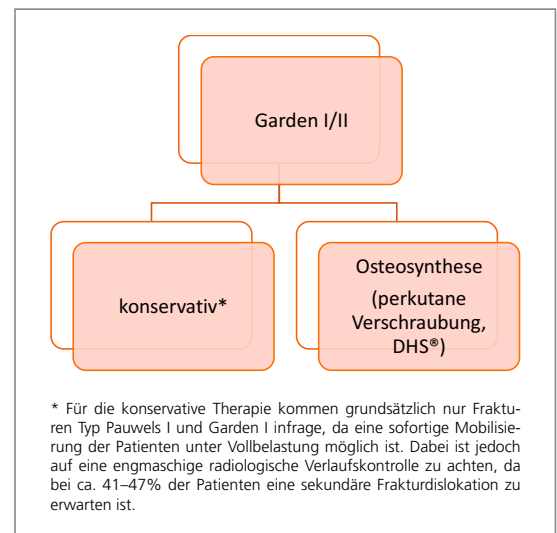 Garden I/II
konservativ*
Osteosynthese
(perkutane
Verschraubung,
DHS®)
* Für die konservative Therapie kommen grundsätzlich nur Fraktu-
ren Typ Pauwels I und Garden I infrage, da eine sofortige Mobilisie-
rung der Patienten unter Vollbelastung möglich ist. Dabei ist jedoch
auf eine engmaschige radiologische Verlaufskontrolle zu achten, da
bei ca. 41–47% der Patienten eine sekundäre Frakturdislokation zu
erwarten ist.